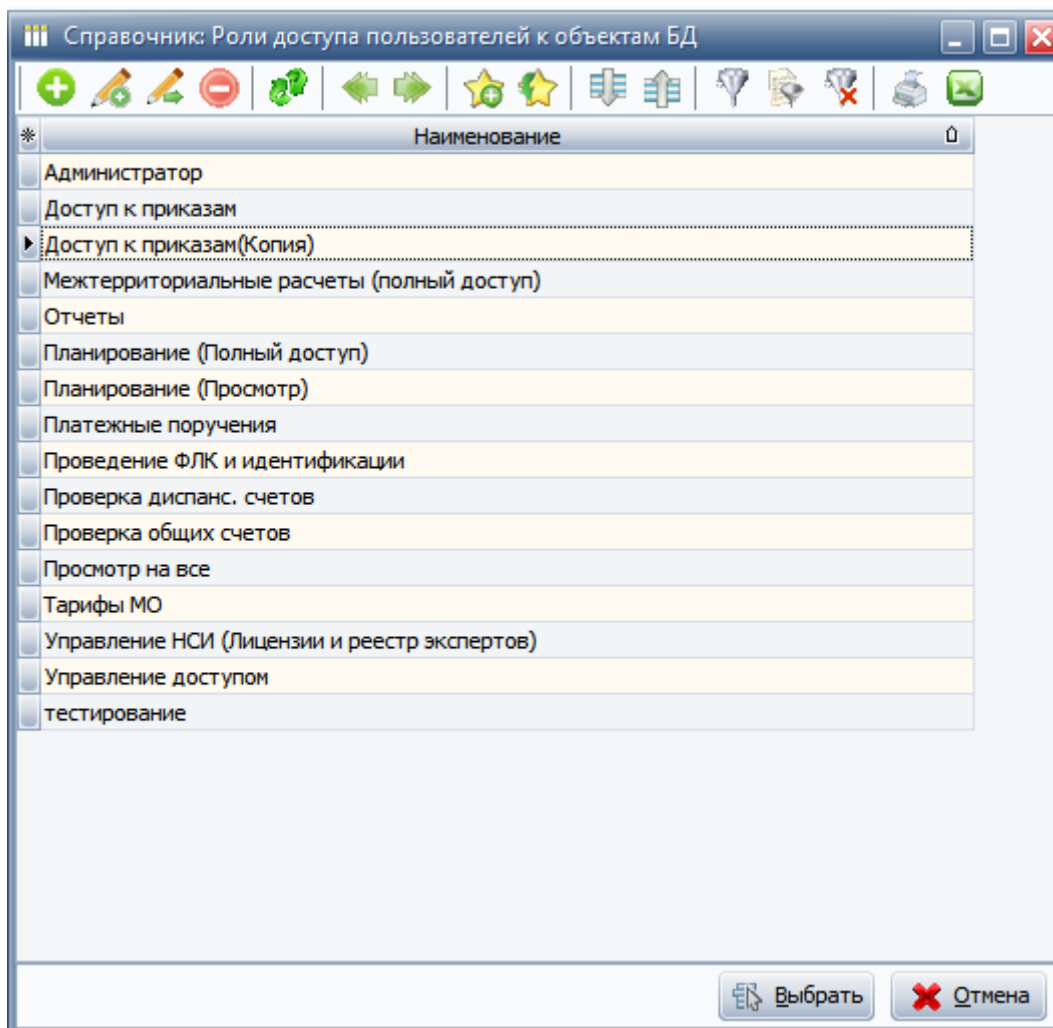 Справочник: Роли доступа пользователей к объектам БД
Наименование
Администратор
Доступ к приказам
Доступ к приказам(Копия)
Межтерриториальные расчеты (полный доступ)
Отчеты
Планирование (Полный доступ)
Планирование (Просмотр)
Платежные поручения
Проведение ФЛК и идентификации
Проверка диспанс. счетов
Проверка общих счетов
Просмотр на все
Тарифы МО
Управление НСИ (Лицензии и реестр экспертов)
Управление доступом
тестирование
Выбрать
Отмена